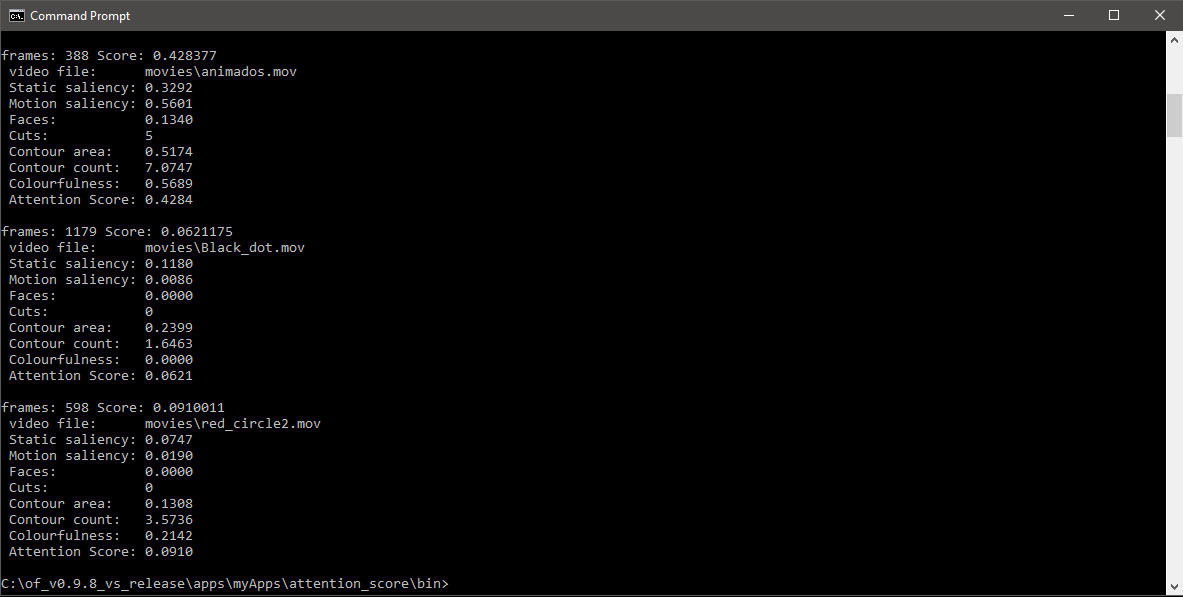 Command Prompt
frames: 388 Score: 0.428377
video file: movies\animados.mov
Static saliency: 0.3292
Motion saliency: 0.5601
Faces: 0.1340
Cuts: 5
Contour area: 0.5174
Contour count: 7.0747
Colourfulness: 0.5689
Attention Score: 0.4284
frames: 1179 Score: 0.0621175
video file: movies\Black_dot.mov
Static saliency: 0.1180
Motion saliency: 0.0086
Faces: 0.0000
Cuts: 0
Contour area: 0.2399
Contour count: 1.6463
Colourfulness: 0.0000
Attention Score: 0.0621
frames: 598 Score: 0.0910011
video file: movies\red_circle2.mov
Static saliency: 0.0747
Motion saliency: 0.0190
Faces: 0.0000
Cuts: 0
Contour area: 0.1308
Contour count: 3.5736
Colourfulness: 0.2142
Attention Score: 0.0910
C:\of_v0.9.8_vs_release\apps\myApps\attention_score\bin>